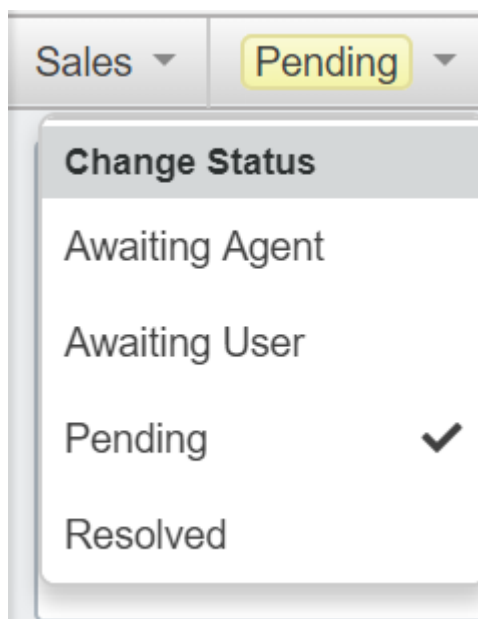 Sales Pending
Change Status
Awaiting Agent
Awaiting User
Pending
Resolved